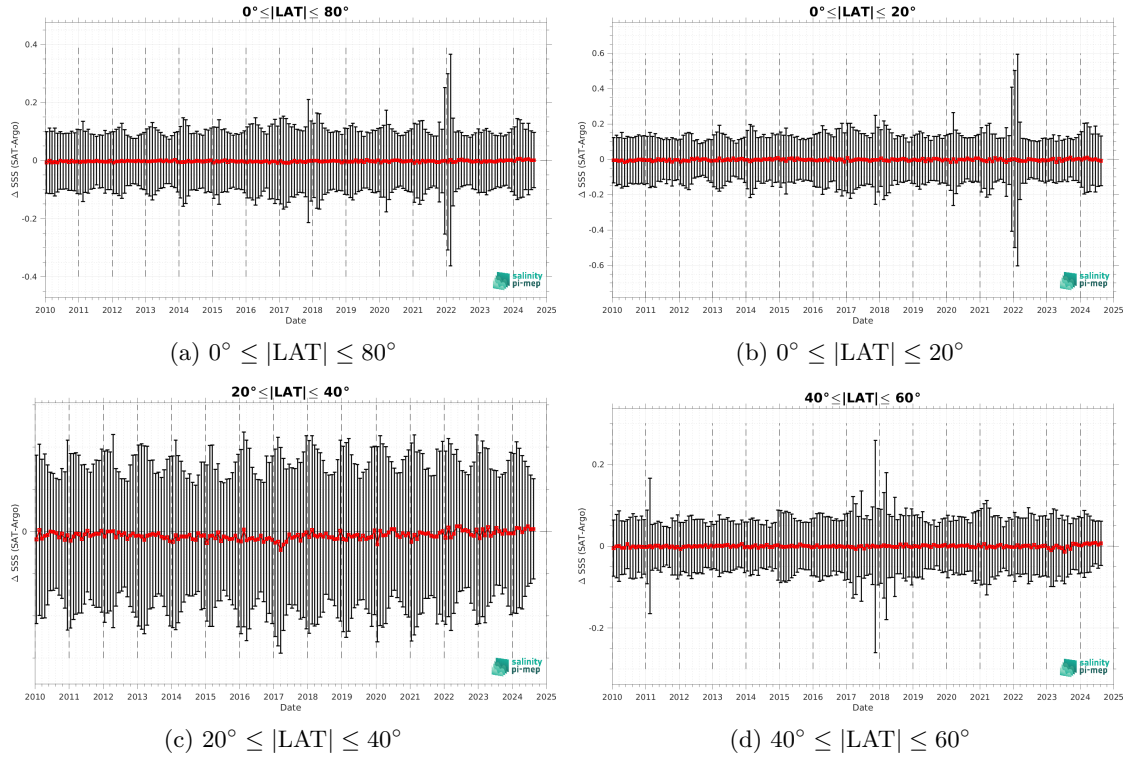 0°≤|LAT|≤ 80°
Δ SSS (SAT-Argo)
0.4
0.2
0
-0.2
-0.4
2010 2011 2012 2013 2014 2015 2016 2017 2018 2019 2020 2021 2022 2023 2024 2025
Date
salinity
pi-mep
(a) 0° ≤ |LAT| ≤ 80°
0°≤|LAT|≤ 20°
Δ SSS (SAT-Argo)
0.6
0.4
0.2
0
-0.2
-0.4
-0.6
2010 2011 2012 2013 2014 2015 2016 2017 2018 2019 2020 2021 2022 2023 2024 2025
Date
salinity
pi-mep
(b) 0° ≤ |LAT| ≤ 20°
20°≤|LAT|≤ 40°
Δ SSS (SAT-Argo)
0
2010 2011 2012 2013 2014 2015 2016 2017 2018 2019 2020 2021 2022 2023 2024 2025
Date
salinity
pi-mep
(c) 20° ≤ |LAT| ≤ 40°
40°≤|LAT|≤ 60°
Δ SSS (SAT-Argo)
0.2
0
-0.2
2010 2011 2012 2013 2014 2015 2016 2017 2018 2019 2020 2021 2022 2023 2024 2025
Date
salinity
pi-mep
(d) 40° ≤ |LAT| ≤ 60°